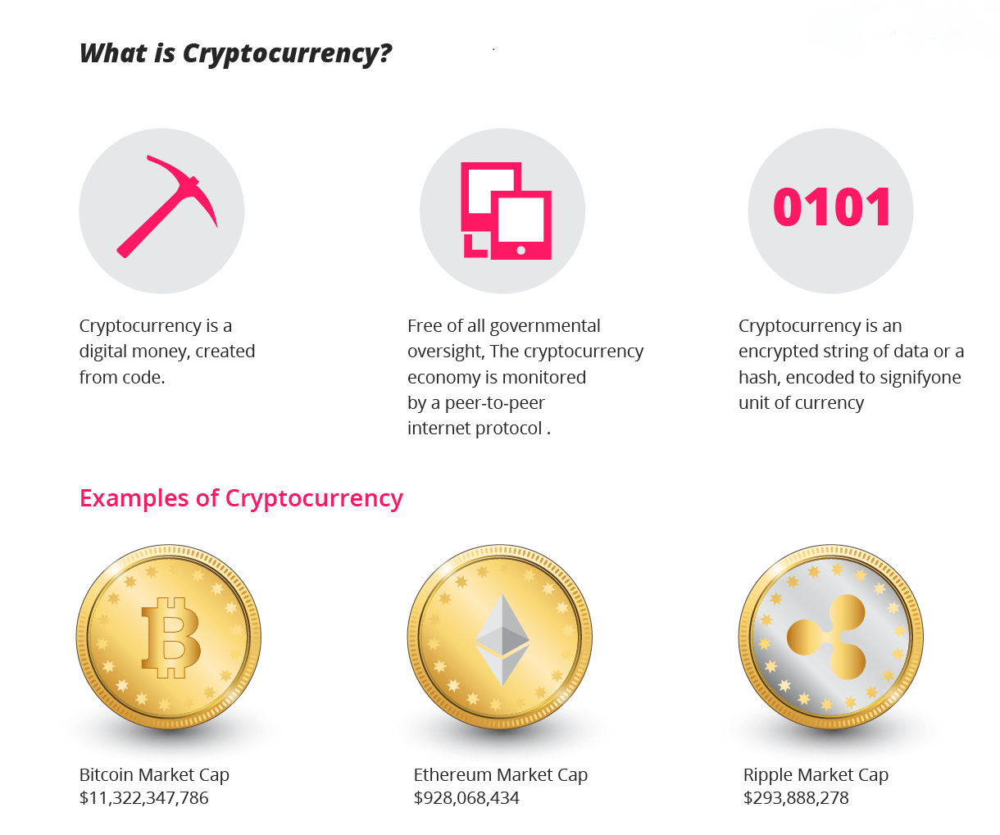 What is Cryptocurrency?
0101
Cryptocurrency is a
digital money, created
from code.
Free of all governmental
oversight, The cryptocurrency
economy is monitored
by a peer-to-peer
internet protocol .
Cryptocurrency is an
encrypted string of data or a
hash, encoded to signifyone
unit of currency
Examples of Cryptocurrency
Bitcoin Market Cap
$11,322,347,786
Ethereum Market Cap
$928,068,434
Ripple Market Cap
$293,888,278